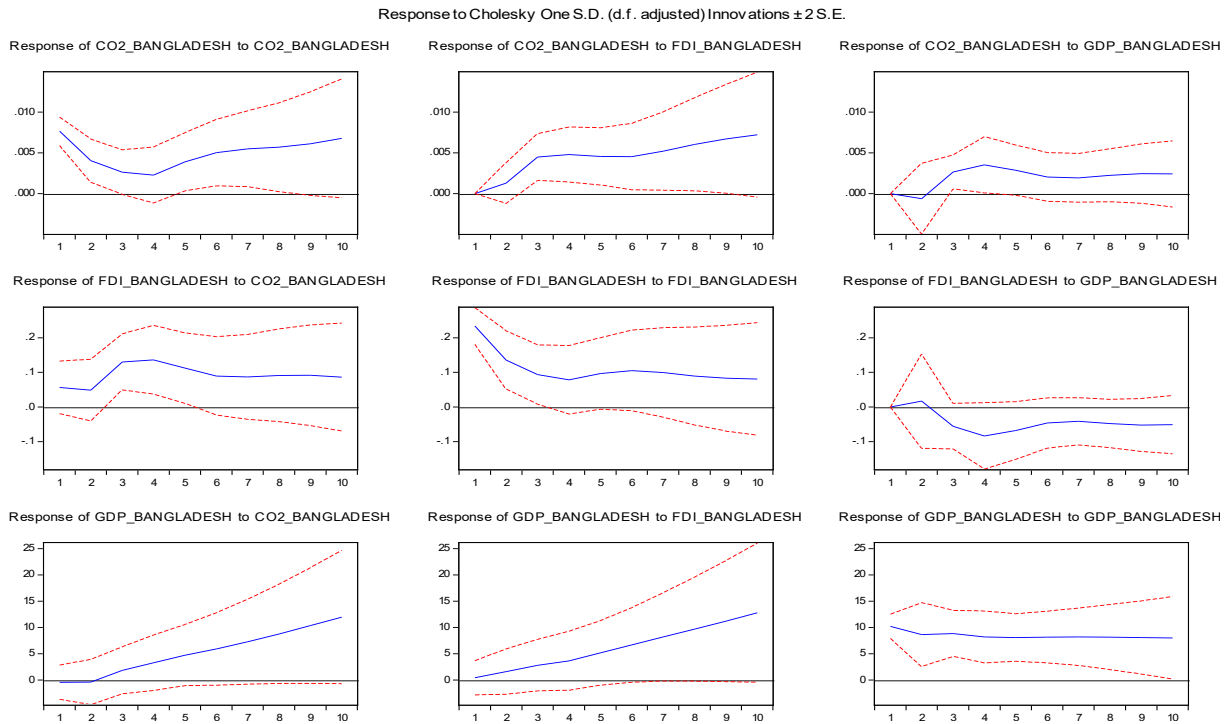 Response to Cholesky One S.D. (d.f. adjusted) Innovations ± 2 S.E.
Response of CO2_BANGLADESH to CO2_BANGLADESH
.010
.005
.000
1 2 3 4 5 6 7 8 9 10
Response of CO2_BANGLADESH to FDI_BANGLADESH
.010
.005
.000
1 2 3 4 5 6 7 8 9 10
Response of CO2_BANGLADESH to GDP_BANGLADESH
.010
.005
.000
1 2 3 4 5 6 7 8 9 10
Response of FDI_BANGLADESH to CO2_BANGLADESH
.2
.1
.0
-.1
1 2 3 4 5 6 7 8 9 10
Response of FDI_BANGLADESH to FDI_BANGLADESH
.2
.1
.0
-.1
1 2 3 4 5 6 7 8 9 10
Response of FDI_BANGLADESH to GDP_BANGLADESH
.2
.1
.0
-.1
1 2 3 4 5 6 7 8 9 10
Response of GDP_BANGLADESH to CO2_BANGLADESH
25
20
15
10
5
0
1 2 3 4 5 6 7 8 9 10
Response of GDP_BANGLADESH to FDI_BANGLADESH
25
20
15
10
5
0
1 2 3 4 5 6 7 8 9 10
Response of GDP_BANGLADESH to GDP_BANGLADESH
25
20
15
10
5
0
1 2 3 4 5 6 7 8 9 10